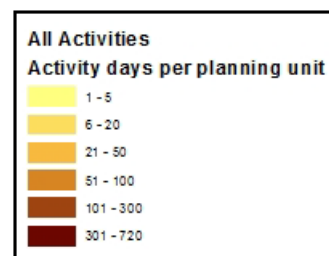 All Activities
Activity days per planning unit
1 - 5
6 - 20
21 - 50
51 - 100
101 - 300
301 - 720